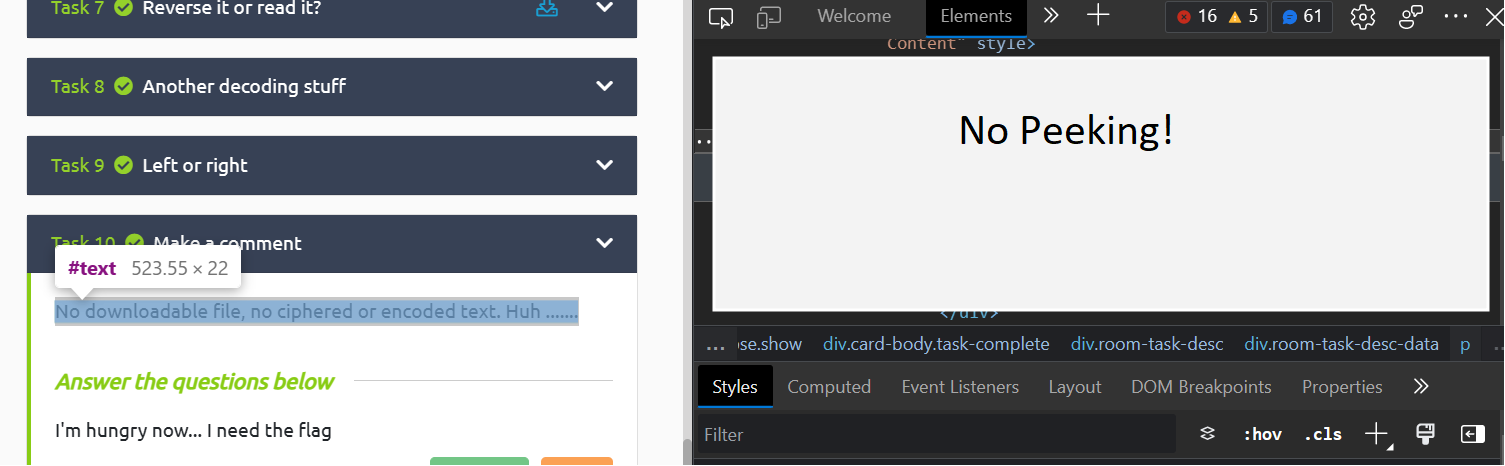 Task 7 Reverse it or read it?
Task 8 Another decoding stuff
Task 9 Left or right
Task 10 Make a comment
#text 523.55 × 22
No downloadable file, no ciphered or encoded text. Huh .......
Answer the questions below
I'm hungry now... I need the flag
Welcome Elements 16 5 61
Content" style>
No Peeking!
</div>
... ose.show div.card-body.task-complete div.room-task-desc div.room-task-desc-data p
Styles Computed Event Listeners Layout DOM Breakpoints Properties
Filter :hov .cls